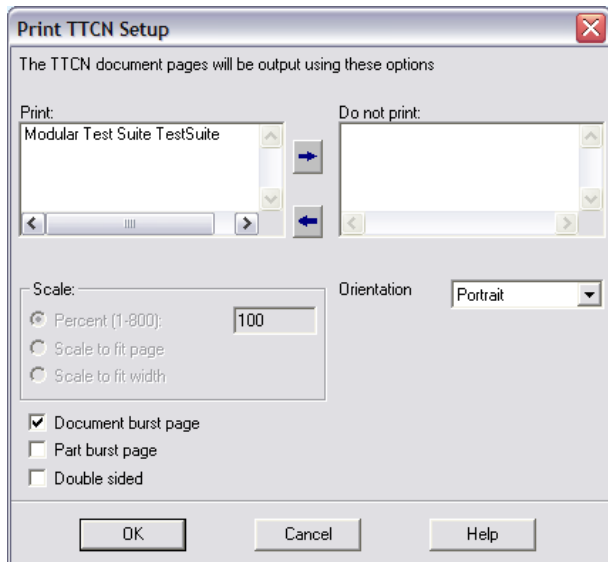 Print TTCN Setup
The TTCN document pages will be output using these options
Print:
Do not print:
Modular Test Suite TestSuite
Scale:
Orientation
Portrait
Percent (1-800):
100
Scale to fit page
Scale to fit width
Document burst page
Part burst page
Double sided
OK
Cancel
Help